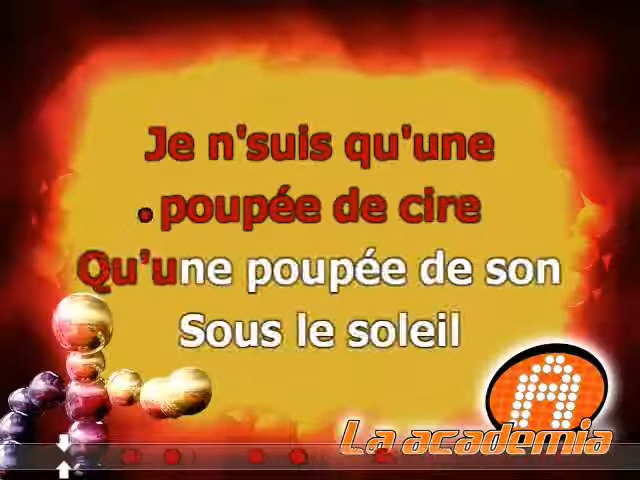 Je n'suis qu'une
poupée de cire
Qu'une poupée de son
Sous le soleil
A
La academia